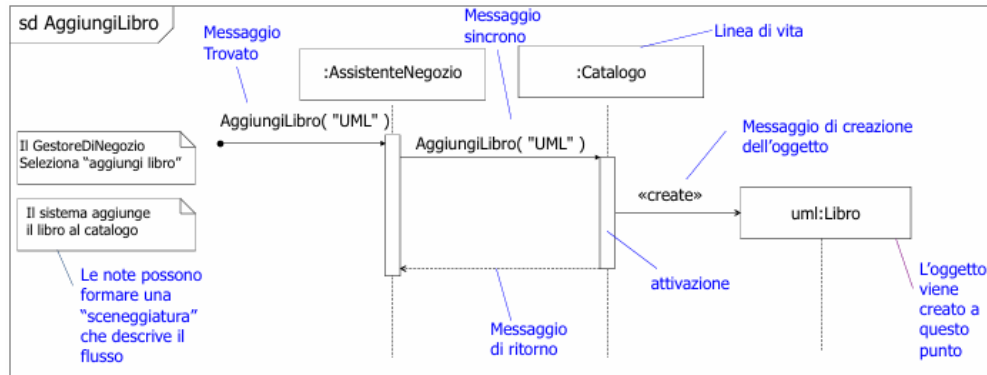 sd AggiungiLibro
Messaggio
Trovato
Messaggio
sincrono
Linea di vita
:AssistenteNegozio
:Catalogo
AggiungiLibro( "UML" )
AggiungiLibro( "UML" )
Messaggio di creazione
dell'oggetto
Il GestoreDiNegozio
Seleziona “aggiungi libro”
«create»
uml:Libro
Il sistema aggiunge
il libro al catalogo
Le note possono
formare una
“sceneggiatura”
che descrive il
flusso
Messaggio
di ritorno
attivazione
L'oggetto
viene
creato a
questo
punto